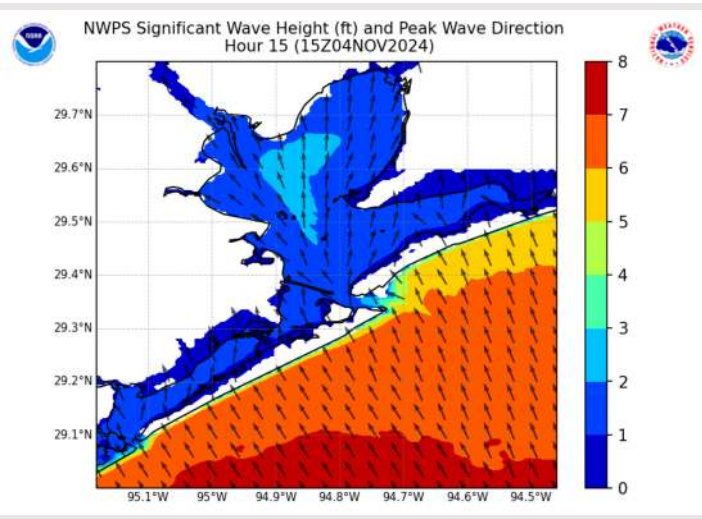 NWPS Significant Wave Height (ft) and Peak Wave Direction
Hour 15 (15Z04NOV2024)
NOAA
8
7
6
5
4
3
2
1
0
29.7°N
29.6°N
29.5°N
29.4°N
29.3°N
29.2°N
29.1°N
95.1°W 95°W 94.9°W 94.8°W 94.7°W 94.6°W 94.5°W